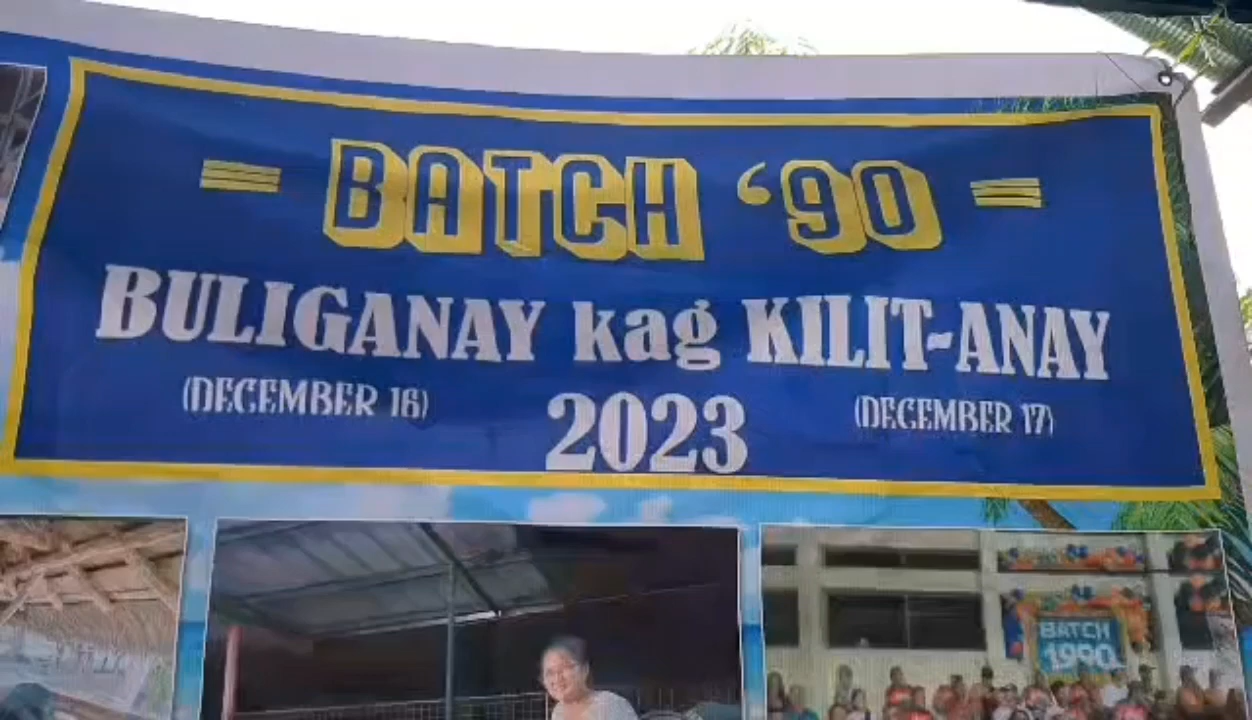 = BATCH '90 =
BULIGANAY kag KILIT-ANAY
(DECEMBER 16) 2023 (DECEMBER 17)
BATCH
1990